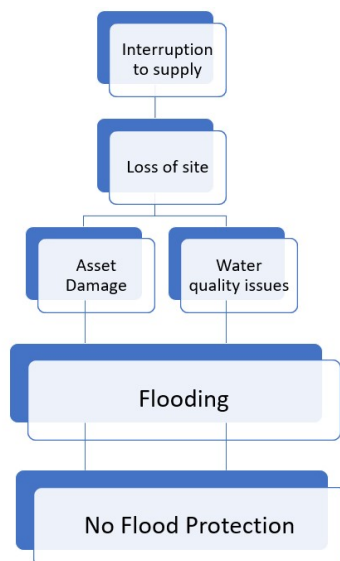 Interruption
to supply
Loss of site
Asset
Damage
Water
quality issues
Flooding
No Flood Protection